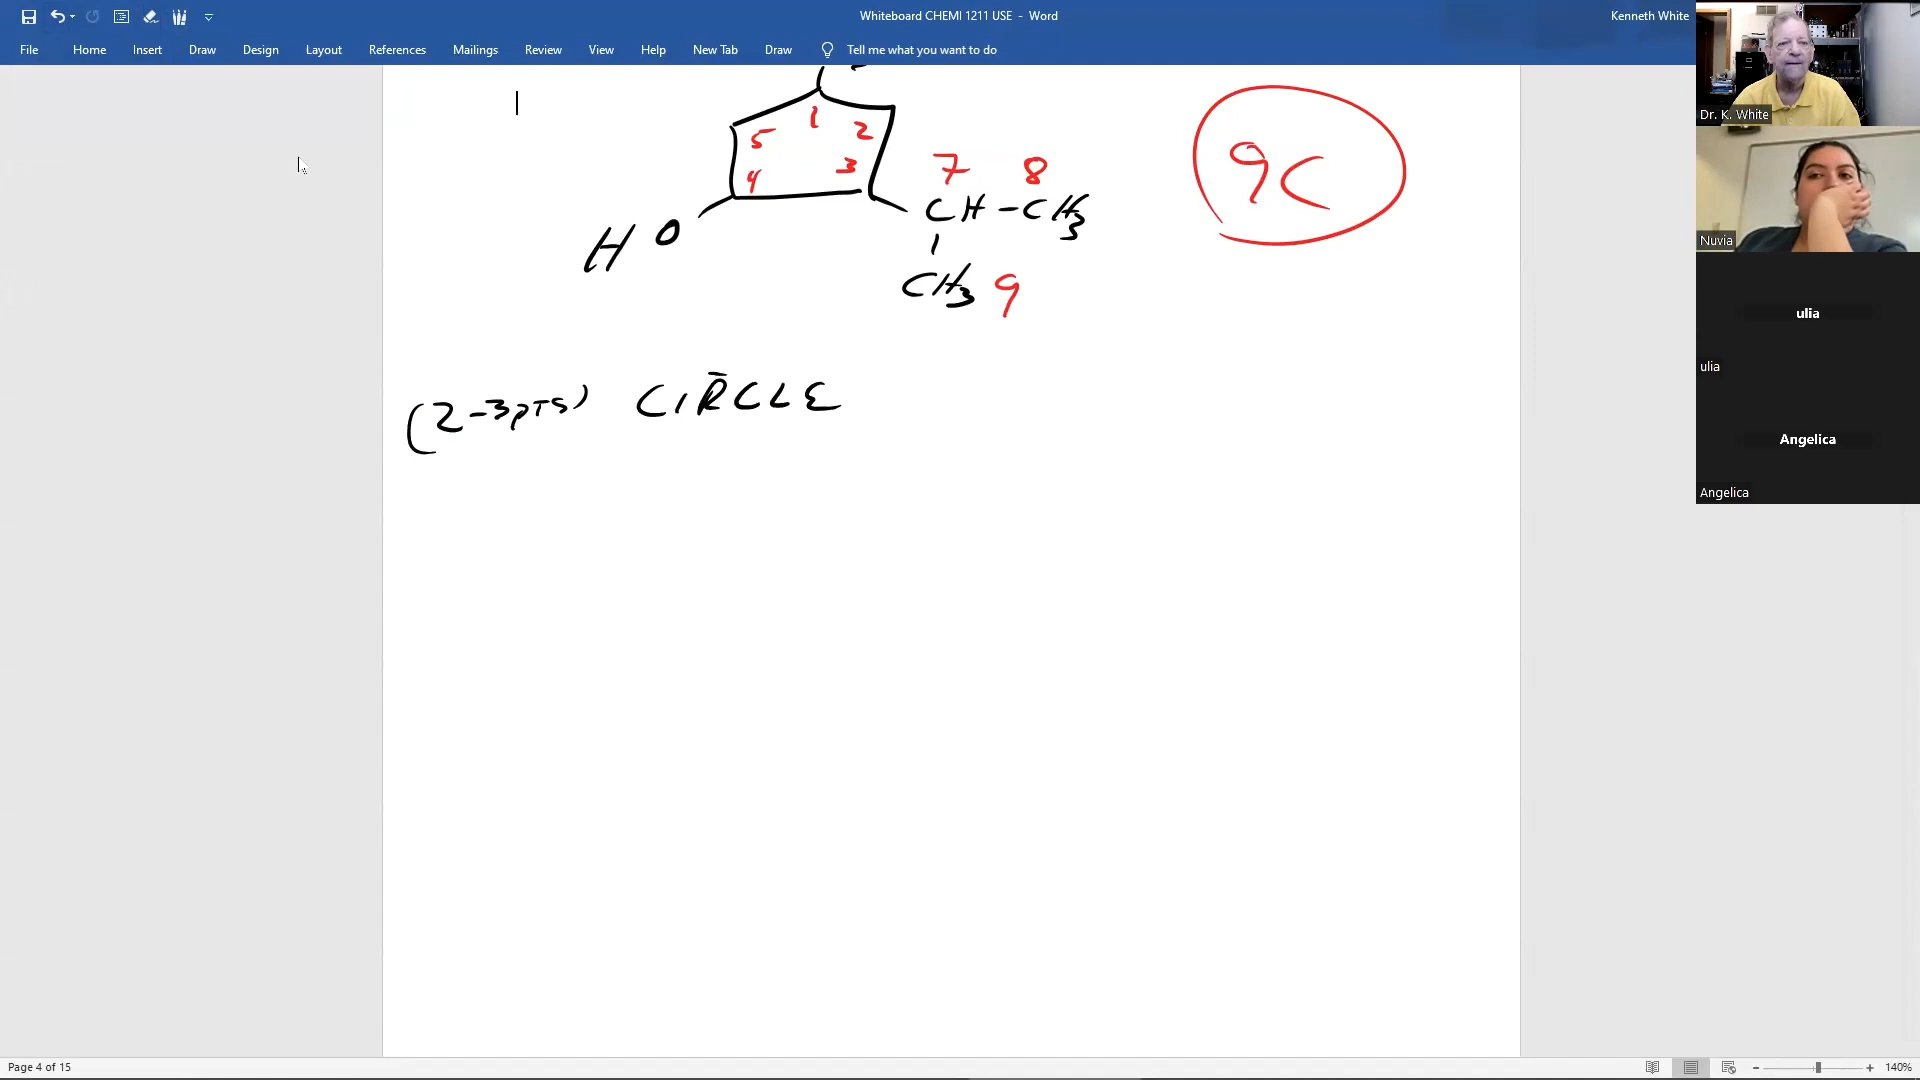 Whiteboard CHEMI 1211 USE - Word
Kenneth White
File Home Insert Draw Design Layout References Mailings Review View Help New Tab Draw Tell me what you want to do
Dr. K. White
Nuvia
ulia
ulia
Angelica
Angelica
1
5 2
4 3
7 8
HO CH - CH3
CH3 9
9C
(2-3pts) CIRCLE
Page 4 of 15
140%